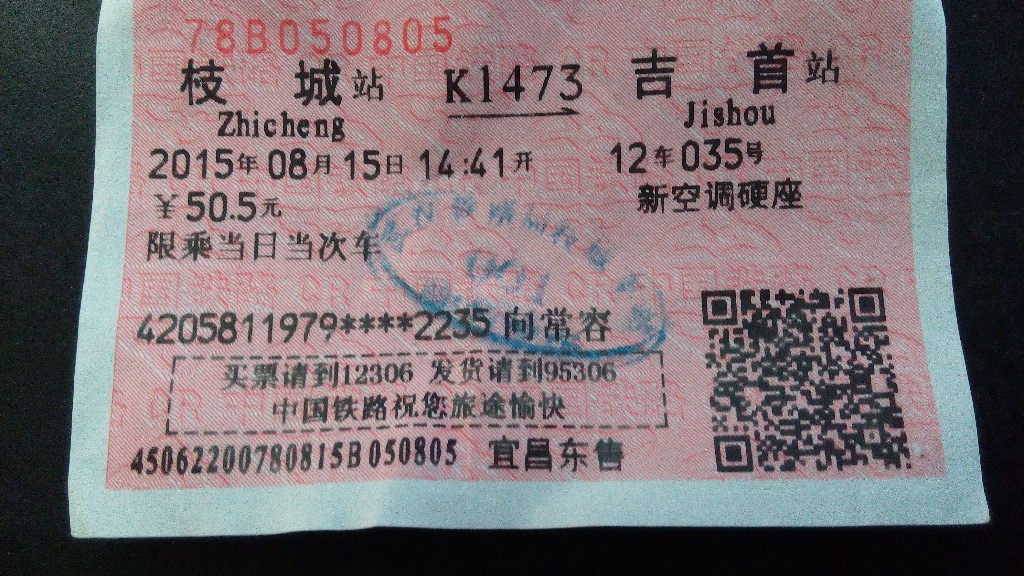 78B050805
枝城站 K1473 吉首站
Zhicheng Jishou
2015年08月15日 14:41开 12车035号
¥50.5元 新空调硬座
限乘当日当次车
4205811979****2235 向常容
买票请到12306 发货请到95306
中国铁路祝您旅途愉快
45062200780815B050805 宜昌东售